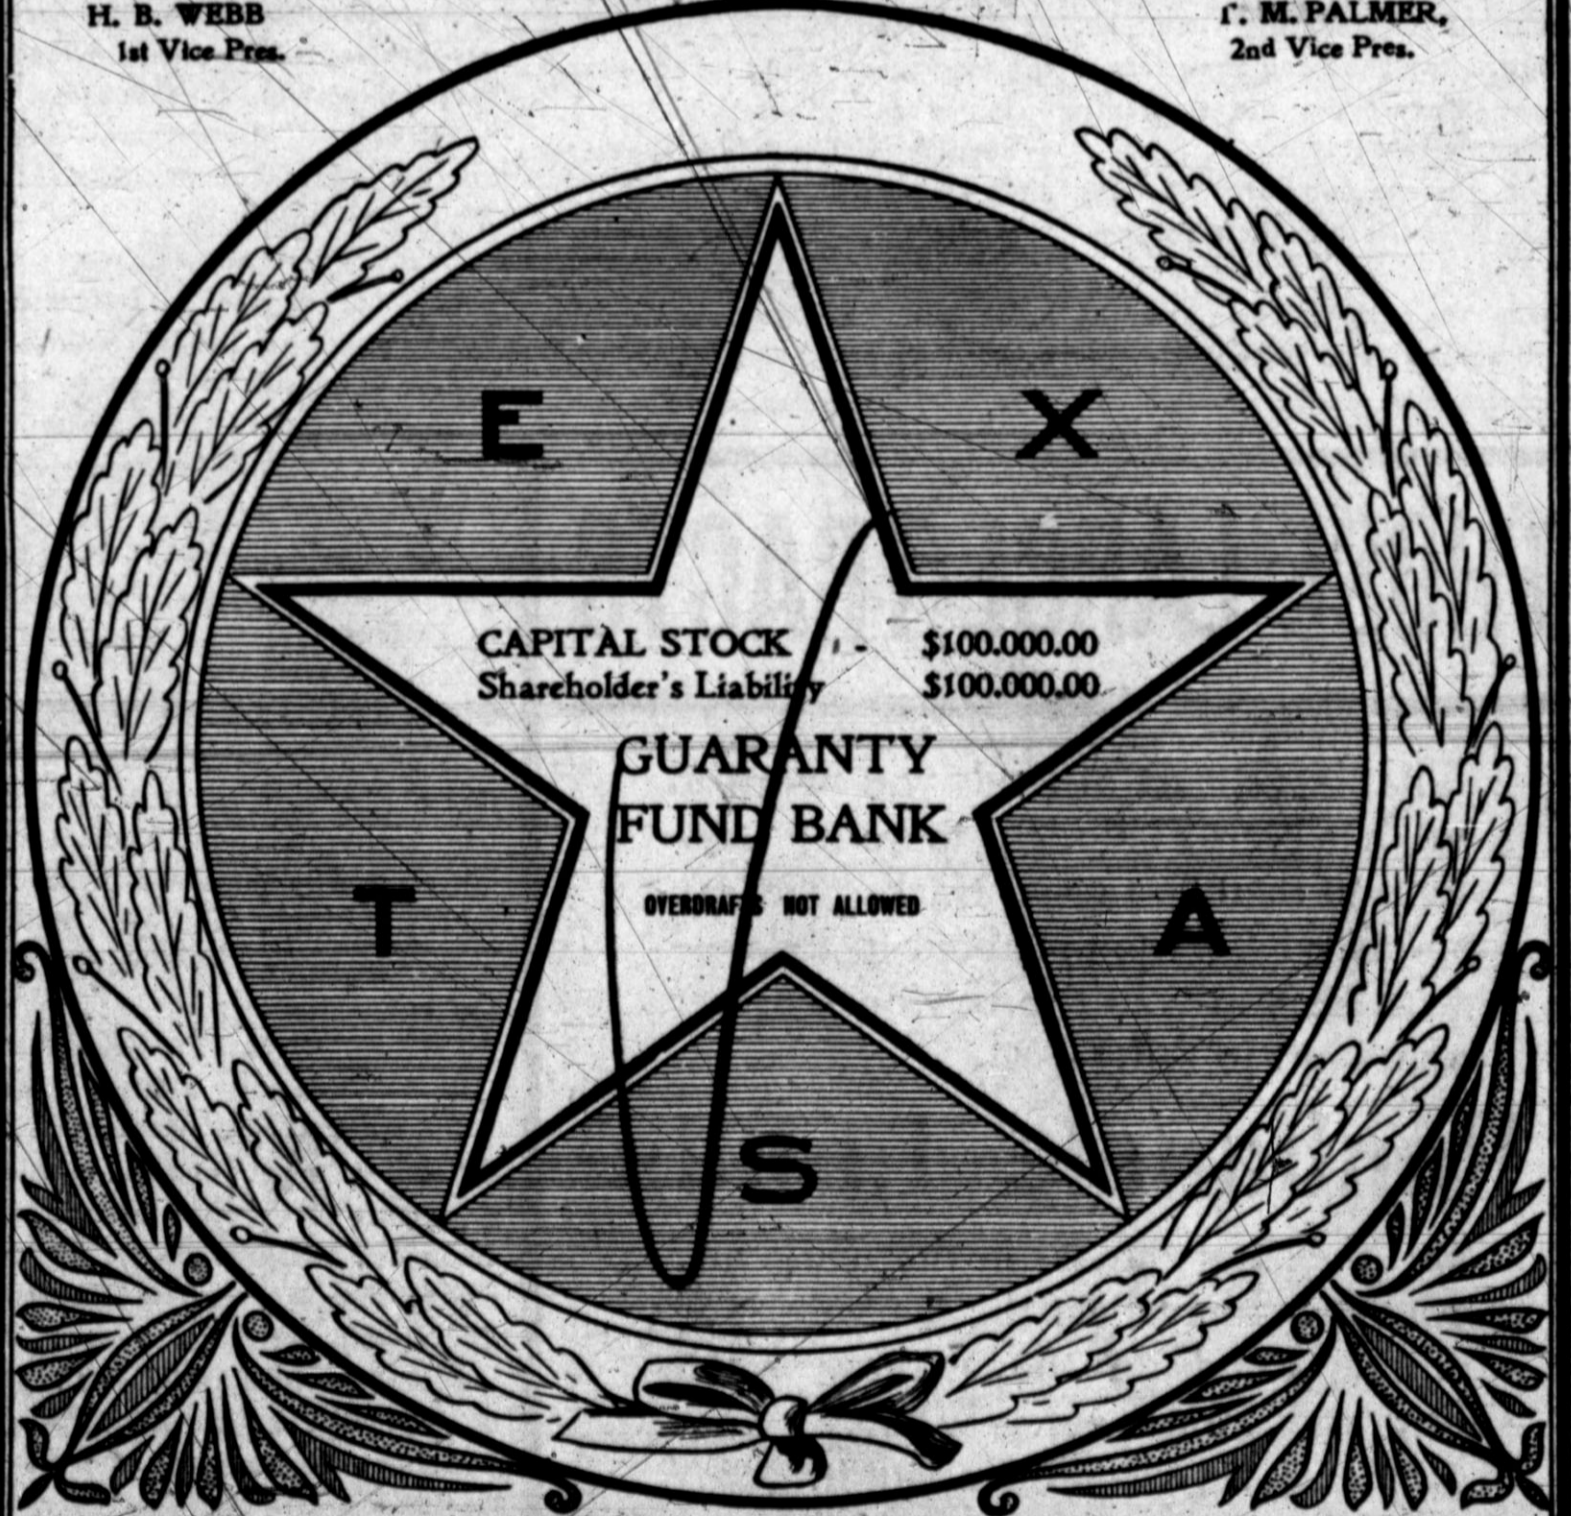 H. B. WEBB
1st Vice Pres.
M. PALMER,
2nd Vice Pres.
E X
CAPITAL STOCK - - $100.000.00
Shareholder's Liability $100.000.00
GUARANTY
FUND BANK
T A
OVERDRAFTS NOT ALLOWED
S